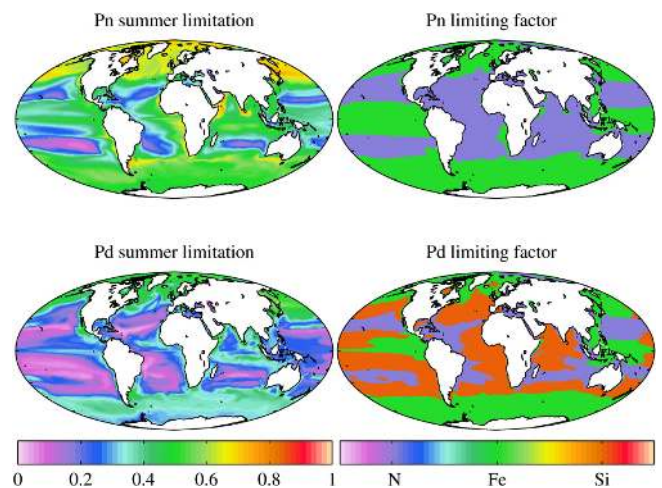 Pn summer limitation
Pn limiting factor
Pd summer limitation
Pd limiting factor
0 0.2 0.4 0.6 0.8 1
N Fe Si